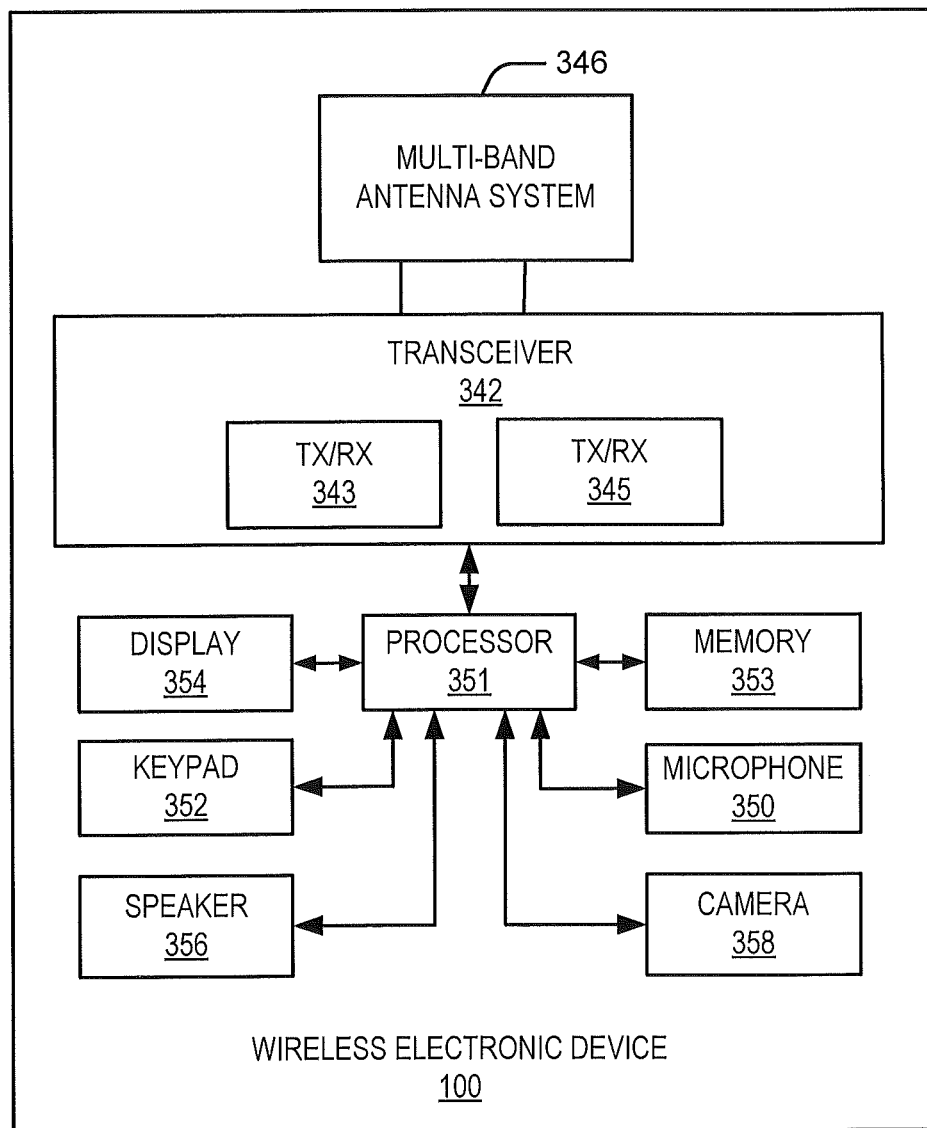 346
MULTI-BAND
ANTENNA SYSTEM
TRANSCEIVER
342
TX/RX
343
TX/RX
345
DISPLAY
354
PROCESSOR
351
MEMORY
353
KEYPAD
352
MICROPHONE
350
SPEAKER
356
CAMERA
358
WIRELESS ELECTRONIC DEVICE
100